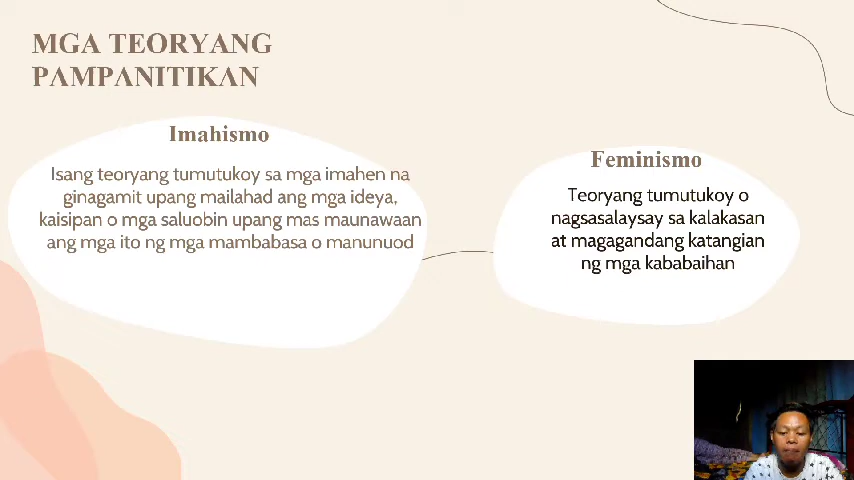 MGA TEORYANG
PAMPANITIKAN
Imahismo
Isang teoryang tumutukoy sa mga imahen na
ginagamit upang mailahad ang mga ideya,
kaisipan o mga saluobin upang mas maunawaan
ang mga ito ng mga mambabasa o manunuod
Feminismo
Teoryang tumutukoy o
nagsasalaysay sa kalakasan
at magagandang katangian
ng mga kababaihan